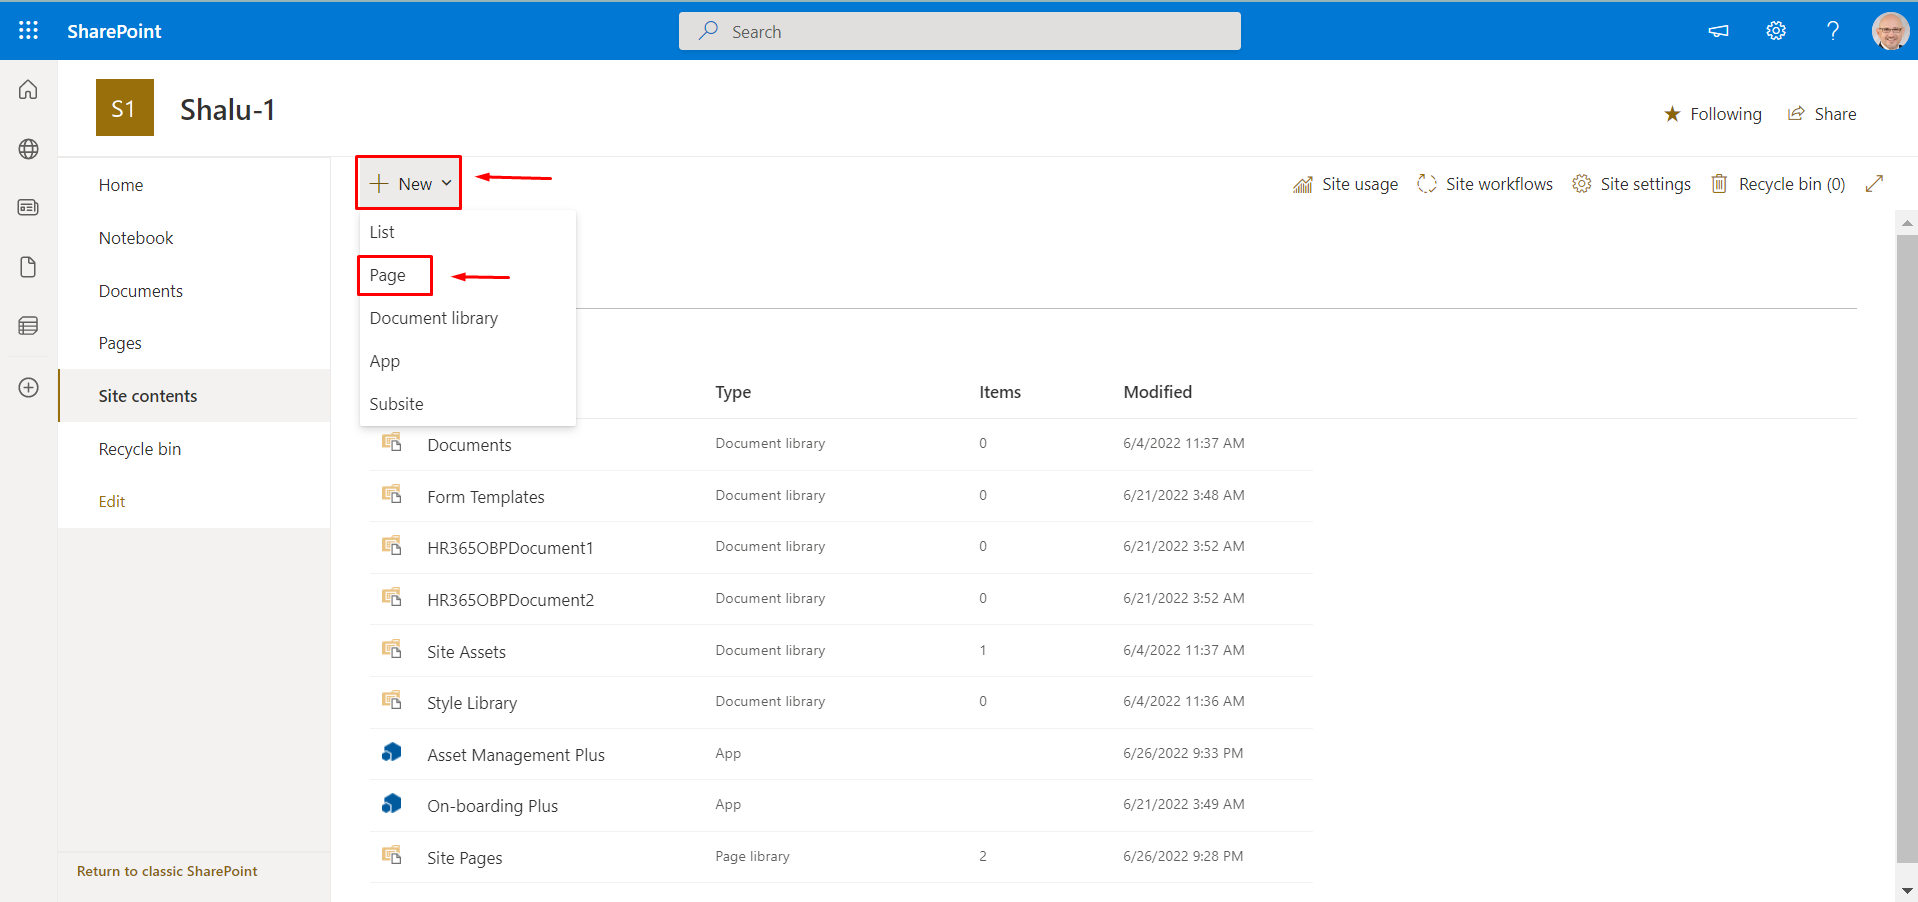 SharePoint
Search
S1
Shalu-1
Following
Share
Home
Notebook
Documents
Pages
Site contents
Recycle bin
Edit
Return to classic SharePoint
New
Site usage
Site workflows
Site settings
Recycle bin (0)
List
Page
Document library
App
Subsite
Type Items Modified
Documents Document library 0 6/4/2022 11:37 AM
Form Templates Document library 0 6/21/2022 3:48 AM
HR365OBPDocument1 Document library 0 6/21/2022 3:52 AM
HR365OBPDocument2 Document library 0 6/21/2022 3:52 AM
Site Assets Document library 1 6/4/2022 11:37 AM
Style Library Document library 0 6/4/2022 11:36 AM
Asset Management Plus App 6/26/2022 9:33 PM
On-boarding Plus App 6/21/2022 3:49 AM
Site Pages Page library 2 6/26/2022 9:28 PM